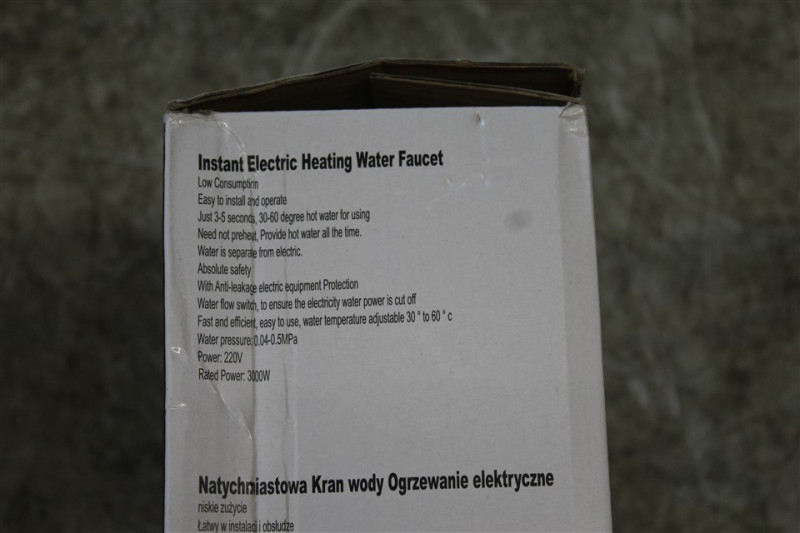 Instant Electric Heating Water Faucet
Low Consumption
Easy to install and operate
Just 3-5 seconds, 30-60 degree hot water for using
Need not preheat, Provide hot water all the time.
Water is separate from electric.
Absolute safety
With Anti-leakage electric equipment Protection
Water flow switch, to ensure the electricity water power is cut off
Fast and efficient, easy to use, water temperature adjustable 30 ° to 60 ° c
Water pressure: 0.04-0.5MPa
Power: 220V
Rated Power: 3000W
Natychmiastowa Kran wody Ogrzewanie elektryczne
niskie zużycie
Łatwy w instalacji i obsłudze